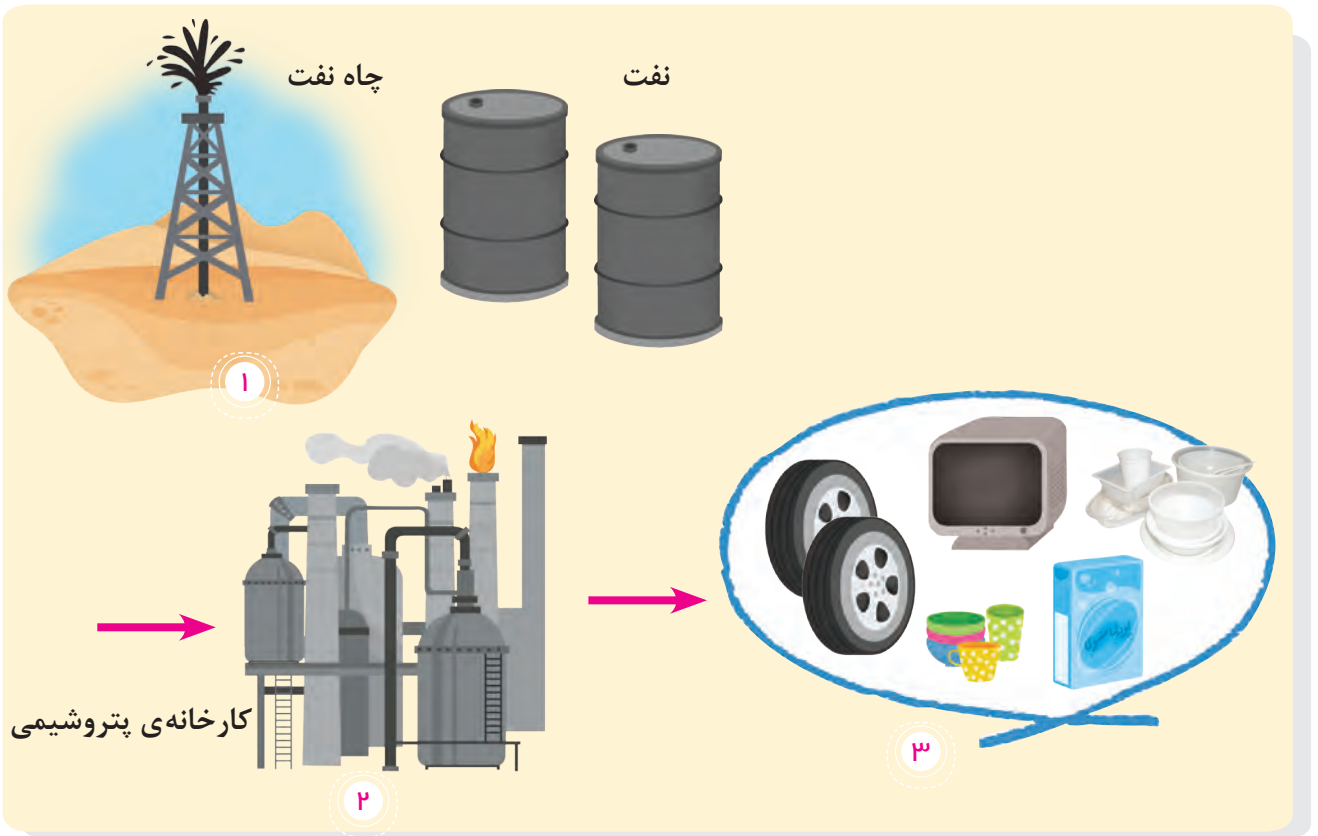 چاه نفت
نفت
۱
کارخانه‌ی پتروشیمی
۲
۳